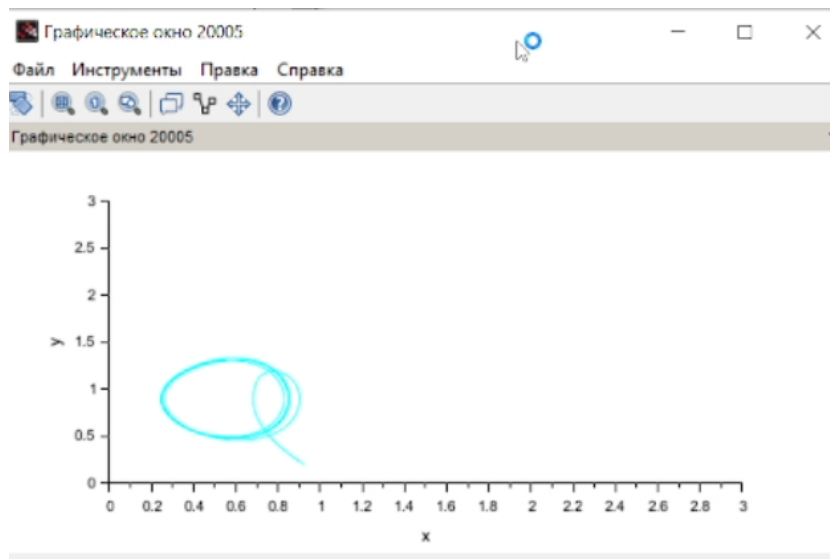 Графическое окно 20005
Файл Инструменты Правка Справка
Графическое окно 20005
3
2.5
2
1.5
y
1
0.5
0
0 0.2 0.4 0.6 0.8 1 1.2 1.4 1.6 1.8 2 2.2 2.4 2.6 2.8 3
x